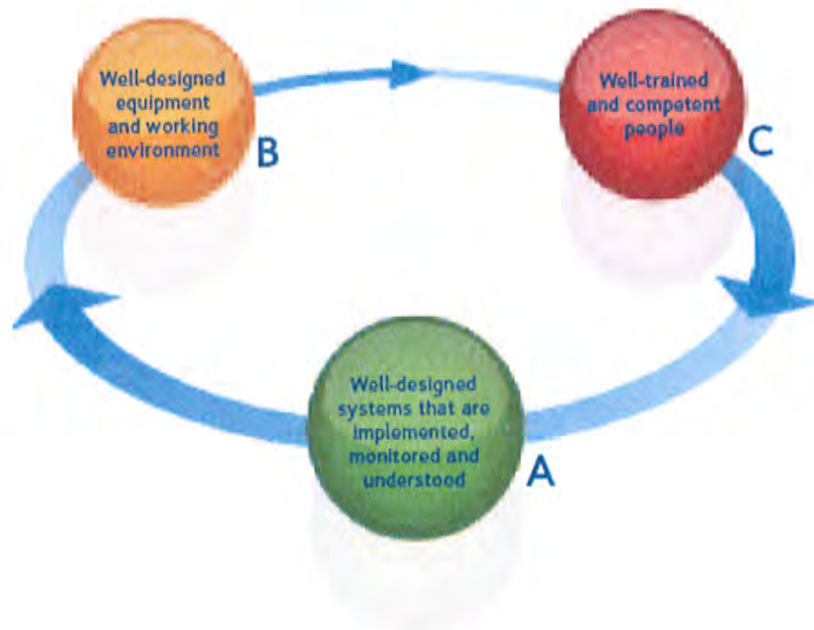 Well-designed
equipment
and working
environment
B
Well-trained
and competent
people
C
Well-designed
systems that are
implemented,
monitored and
understood
A